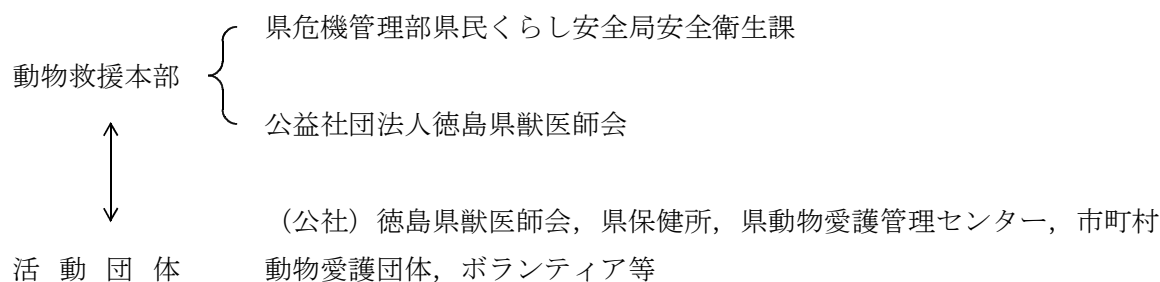 県危機管理部県民くらし安全局安全衛生課
動物救援本部
公益社団法人徳島県獣医師会
（公社）徳島県獣医師会，県保健所，県動物愛護管理センター，市町村
活 動 団 体　動物愛護団体，ボランティア等